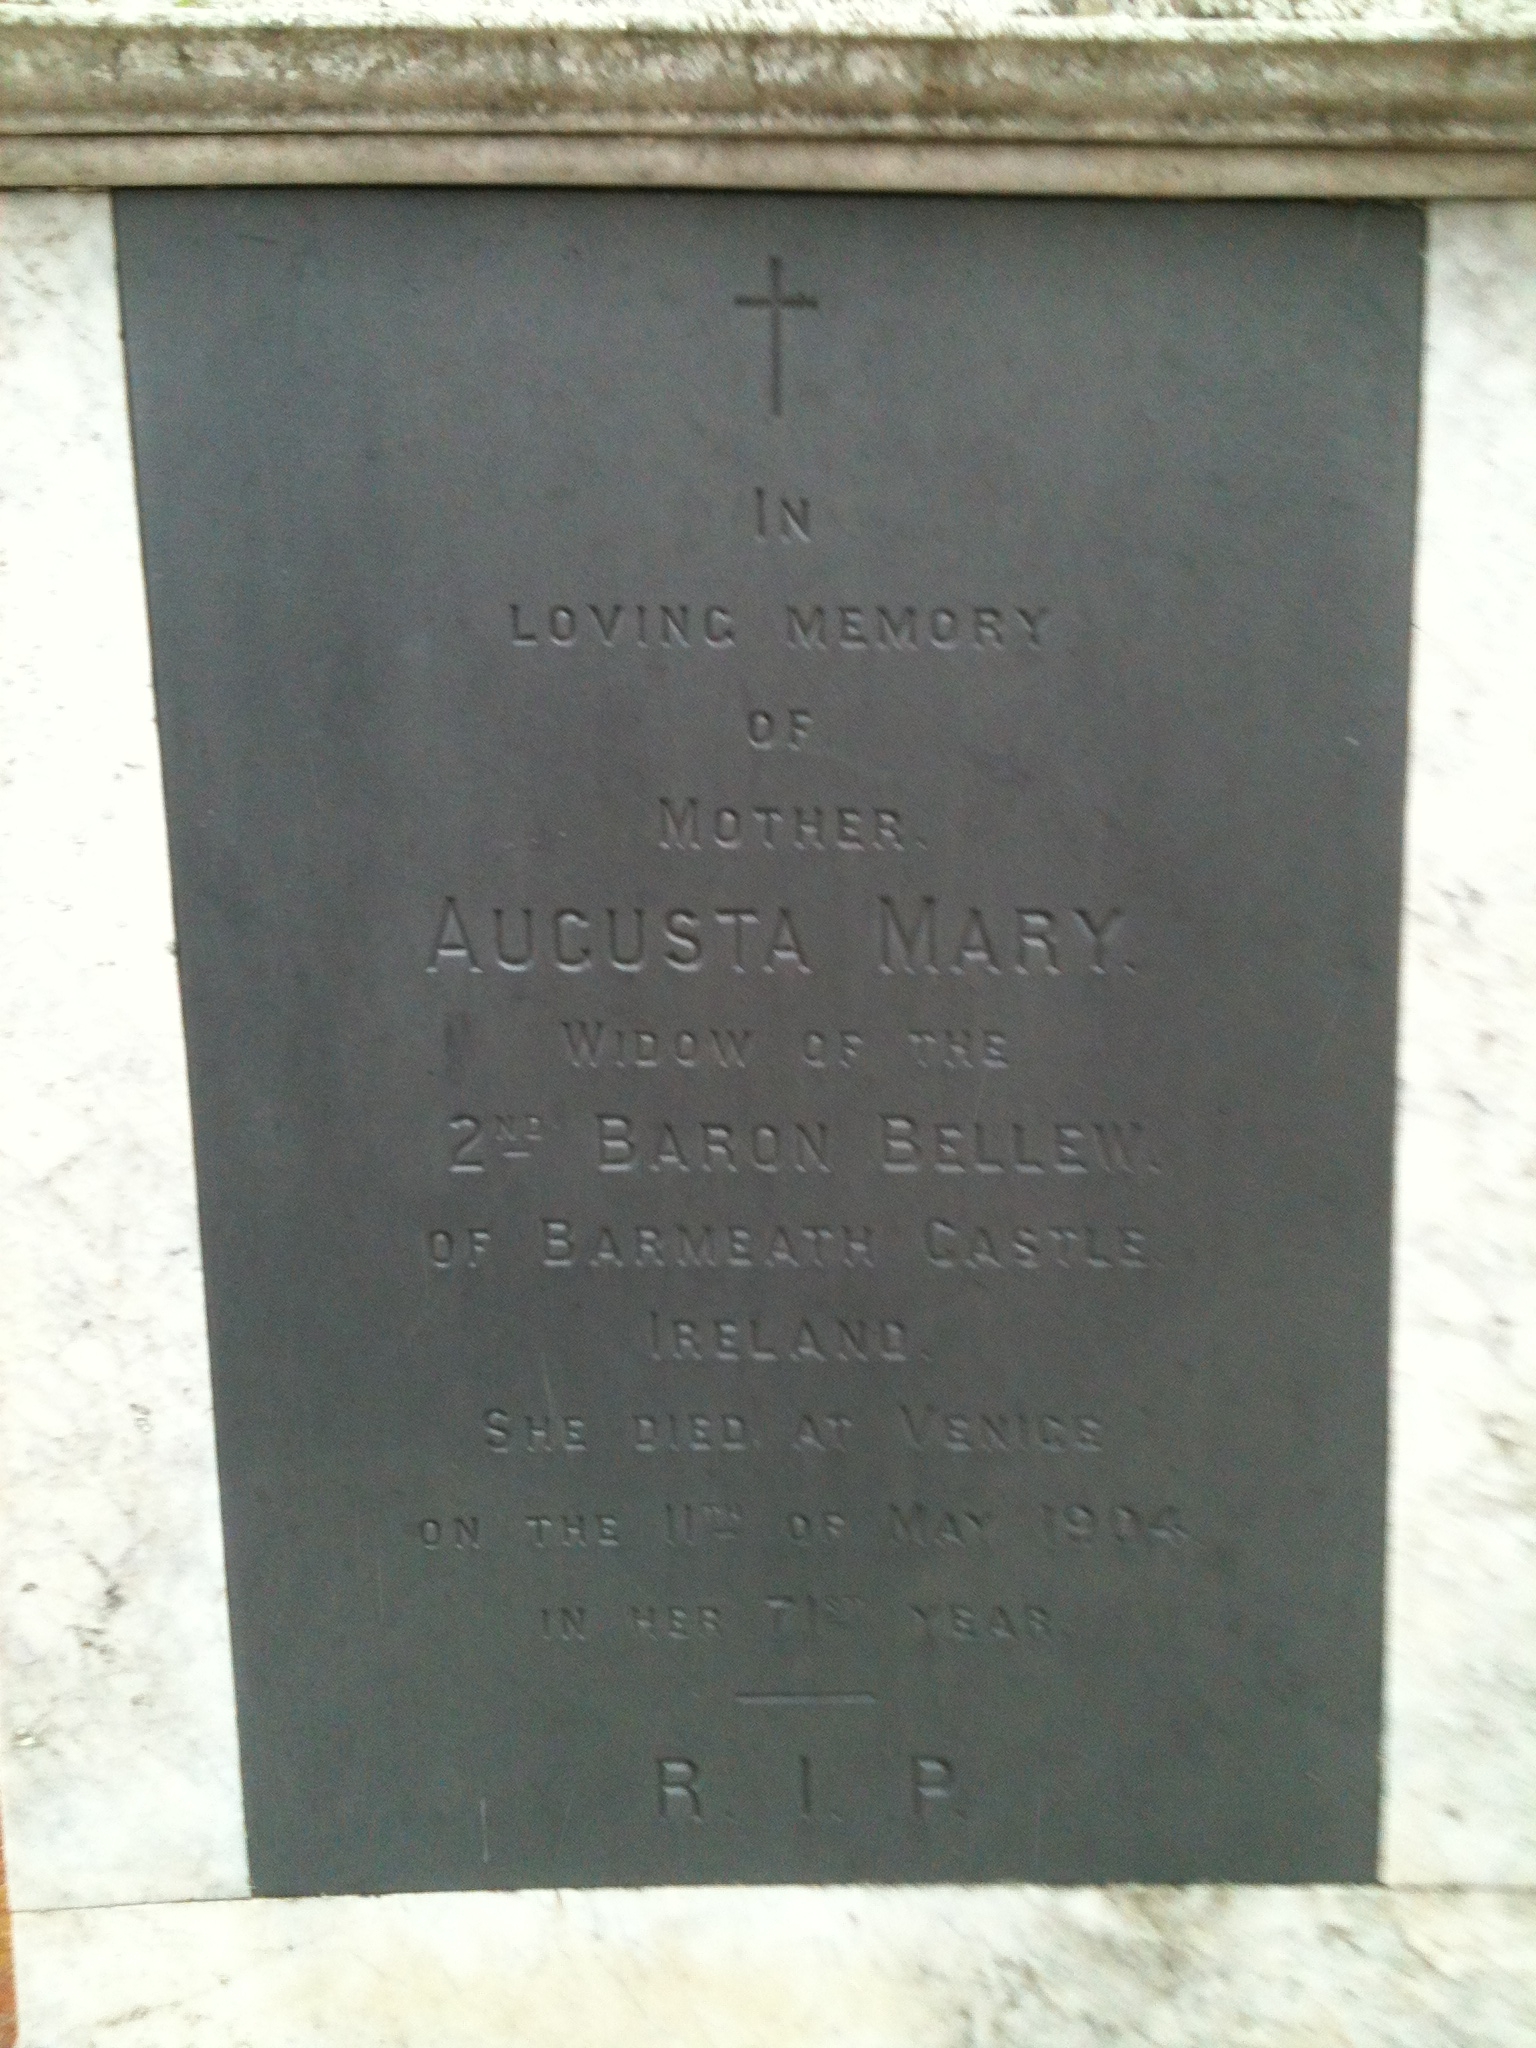 In
LOVING MEMORY
OF
MOTHER.
AUGUSTA MARY.
WIDOW OF THE
2ND BARON BELLEW.
OF BARMEATH CASTLE.
IRELAND.
SHE DIED AT VENICE
ON THE 11TH OF MAY 1904.
IN HER 71ST YEAR.
R. I. P.